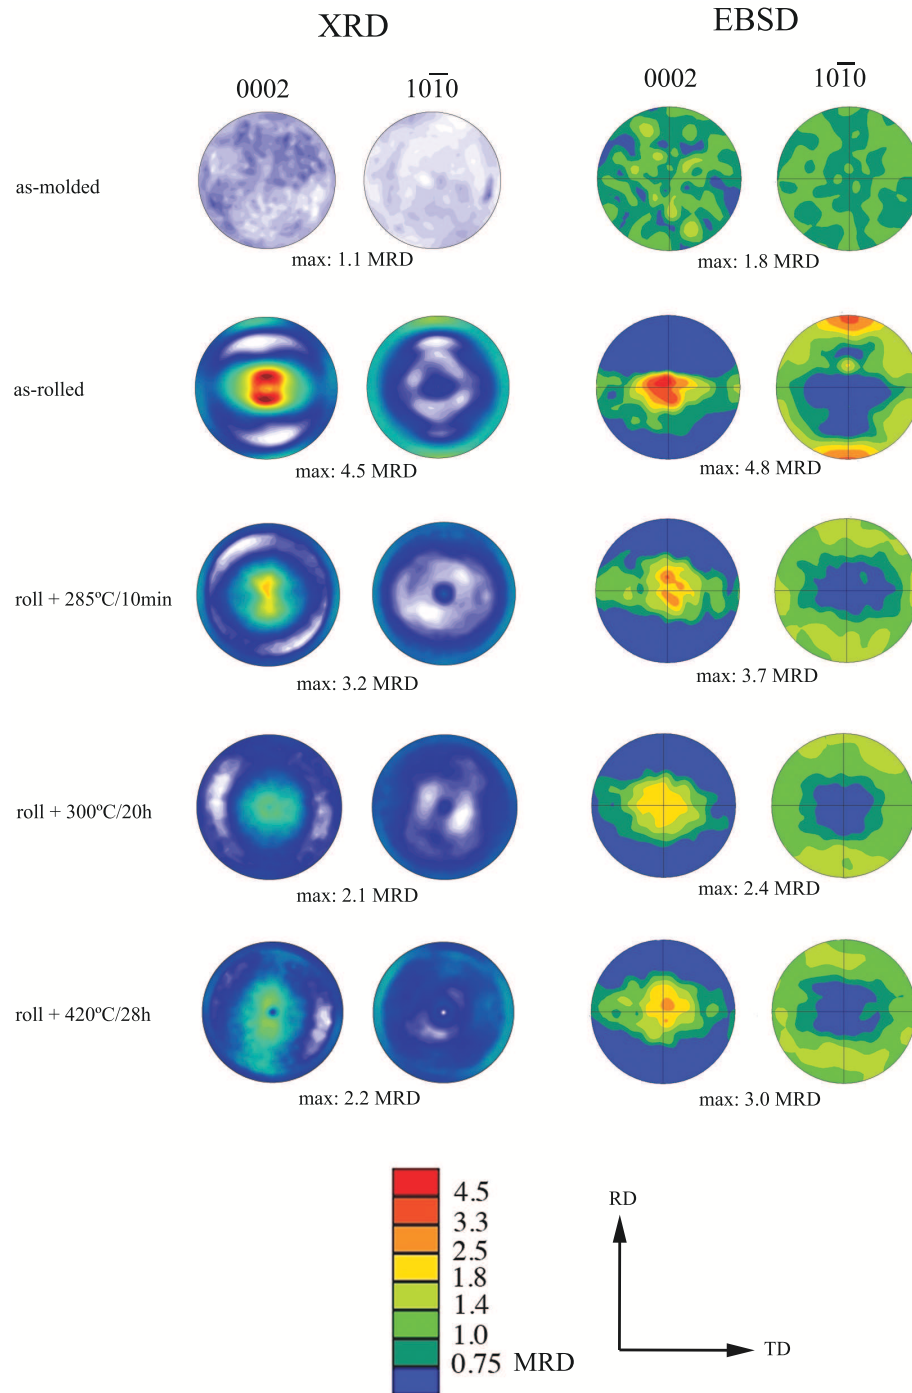 XRD EBSD
0002 10̅1̅0 0002 10̅1̅0
as-molded
max: 1.1 MRD max: 1.8 MRD
as-rolled
max: 4.5 MRD max: 4.8 MRD
roll + 285ºC/10min
max: 3.2 MRD max: 3.7 MRD
roll + 300ºC/20h
max: 2.1 MRD max: 2.4 MRD
roll + 420ºC/28h
max: 2.2 MRD max: 3.0 MRD
4.5
3.3
2.5
1.8
1.4
1.0
0.75 MRD
RD
TD